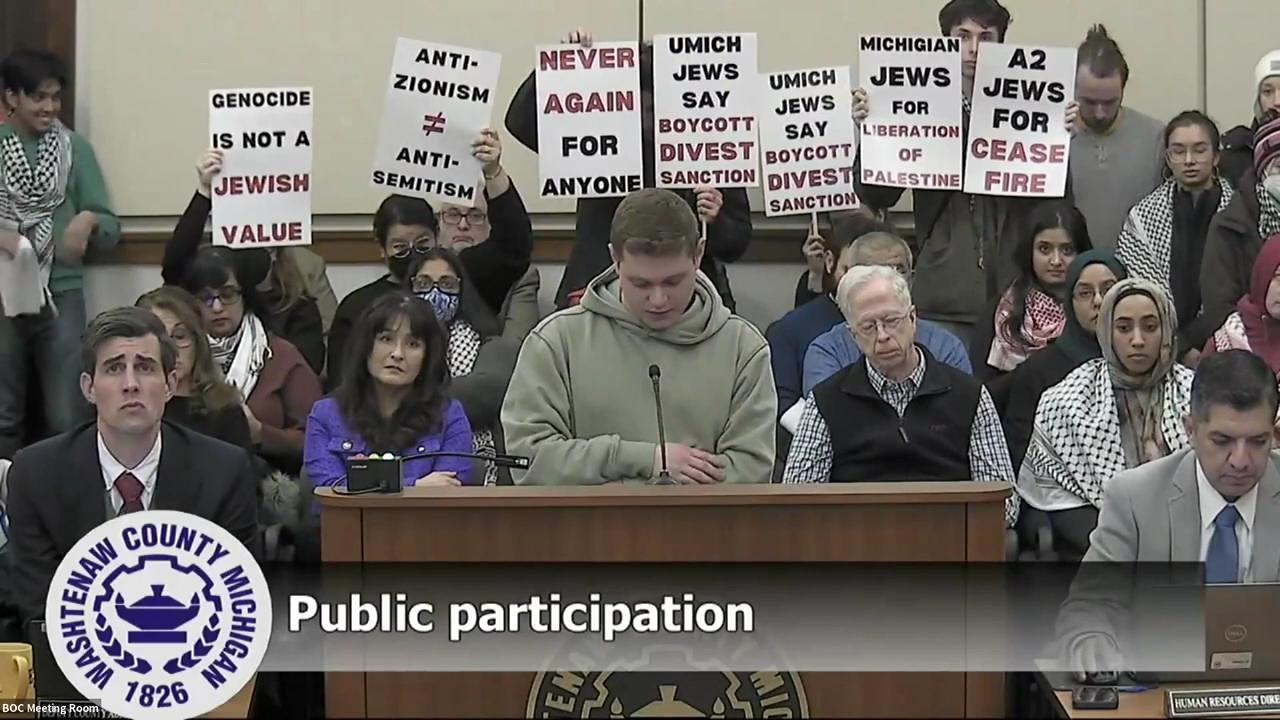 GENOCIDE
IS NOT A
JEWISH
VALUE
ANTI-
ZIONISM
≠
ANTI-
SEMITISM
NEVER
AGAIN
FOR
ANYONE
UMICH
JEWS
SAY
BOYCOTT
DIVEST
SANCTION
UMICH
JEWS
SAY
BOYCOTT
DIVEST
SANCTION
MICHIGIAN
JEWS
FOR
LIBERATION
OF
PALESTINE
A2
JEWS
FOR
CEASE
FIRE
WASHTENAW COUNTY MICHIGAN
1826
Public participation
BOC Meeting Room
DELL
HUMAN RESOURCES DIRE